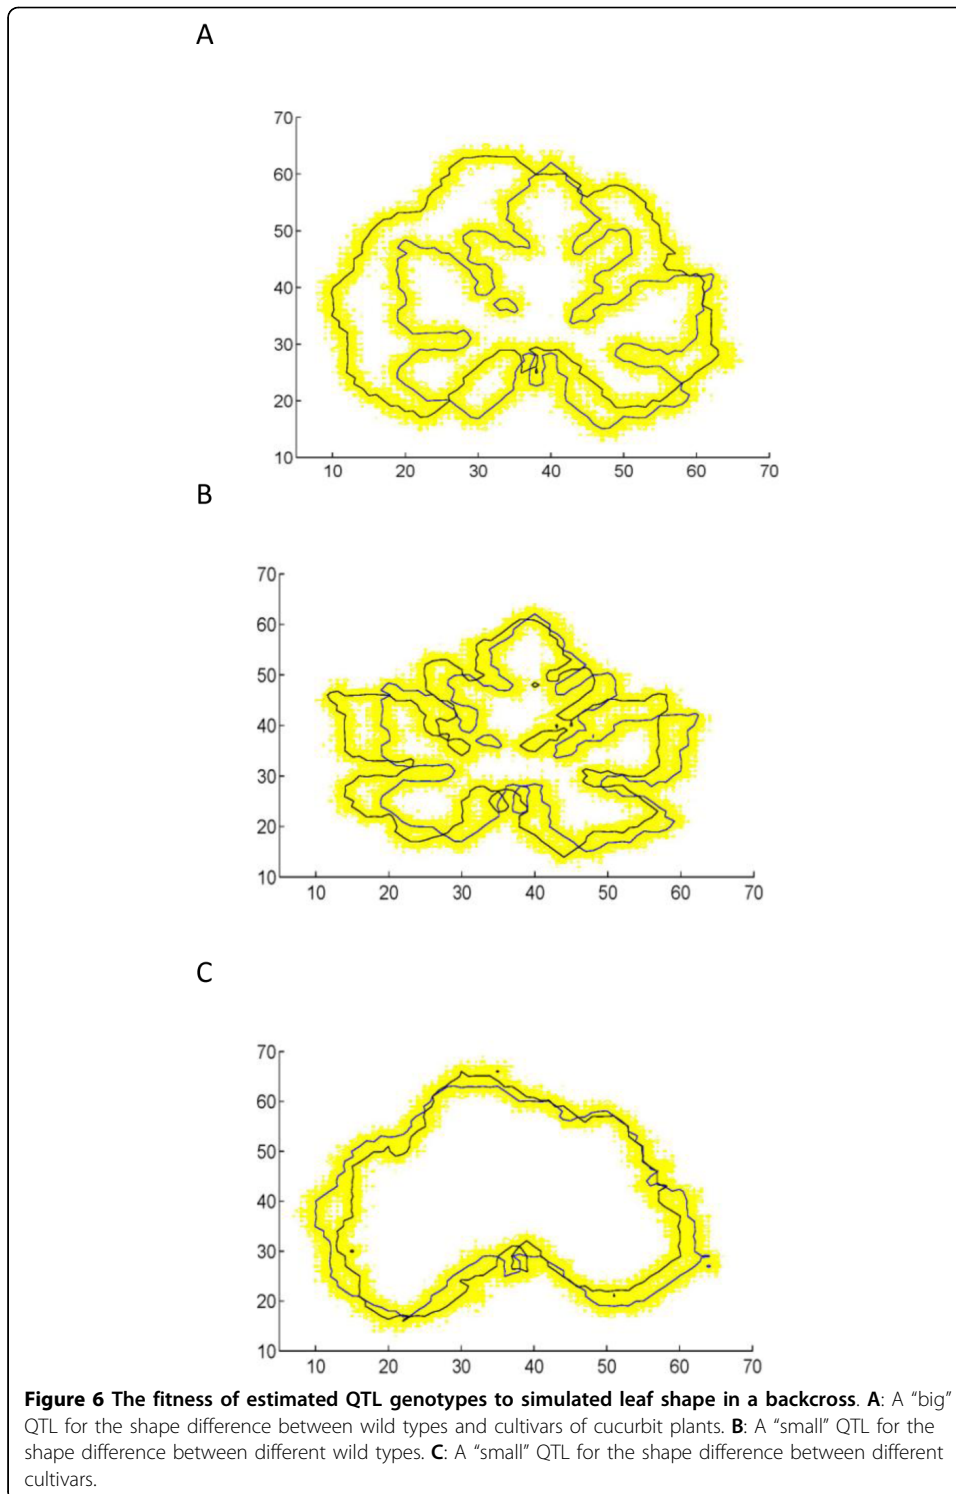 A
70
60
50
40
30
20
10
10 20 30 40 50 60 70
B
70
60
50
40
30
20
10
10 20 30 40 50 60 70
C
70
60
50
40
30
20
10
10 20 30 40 50 60 70
Figure 6 The fitness of estimated QTL genotypes to simulated leaf shape in a backcross. A: A “big”
QTL for the shape difference between wild types and cultivars of cucurbit plants. B: A “small” QTL for the
shape difference between different wild types. C: A “small” QTL for the shape difference between different
cultivars.